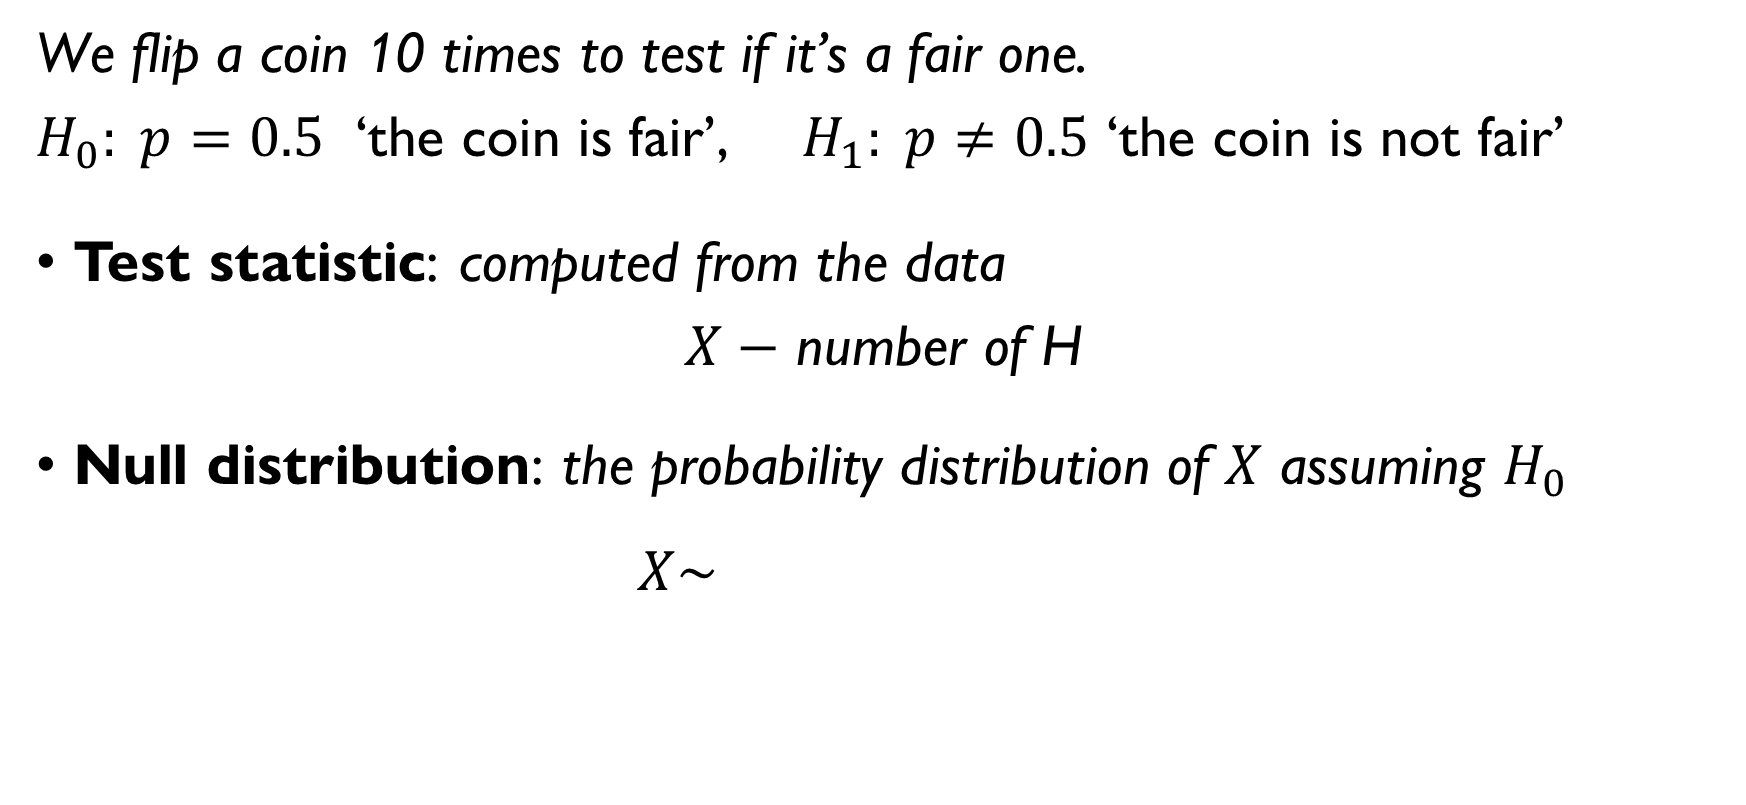 We flip a coin 10 times to test if it’s a fair one.
H₀: p = 0.5 ‘the coin is fair’, H₁: p ≠ 0.5 ‘the coin is not fair’
• Test statistic: computed from the data
X − number of H
• Null distribution: the probability distribution of X assuming H₀
X~